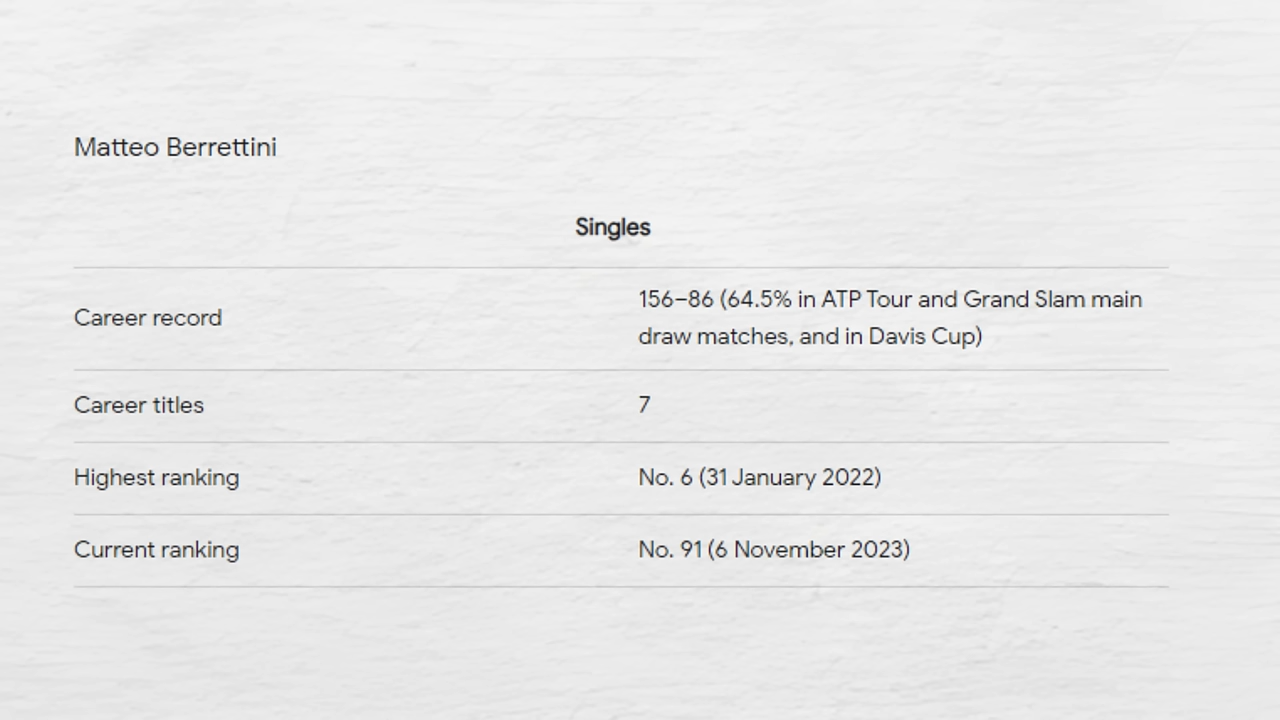 Matteo Berrettini
Singles
Career record
156–86 (64.5% in ATP Tour and Grand Slam main
draw matches, and in Davis Cup)
Career titles
7
Highest ranking
No. 6 (31 January 2022)
Current ranking
No. 91 (6 November 2023)